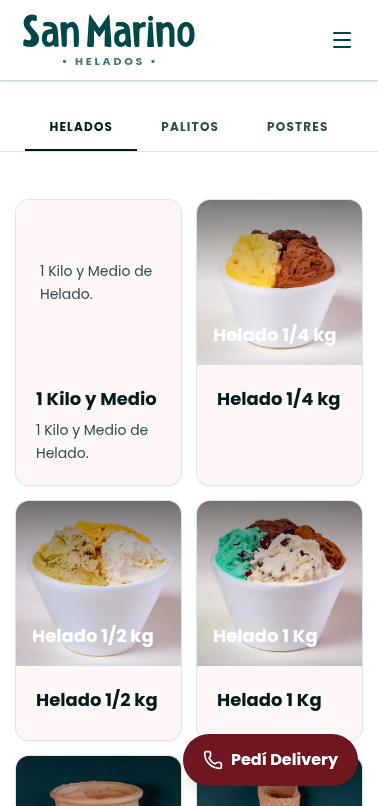 San Marino
• HELADOS •
HELADOS
PALITOS
POSTRES
1 Kilo y Medio de
Helado.
1 Kilo y Medio
1 Kilo y Medio de
Helado.
Helado 1/4 kg
Helado 1/4 kg
Helado 1/2 kg
Helado 1/2 kg
Helado 1 Kg
Helado 1 Kg
Pedí Delivery